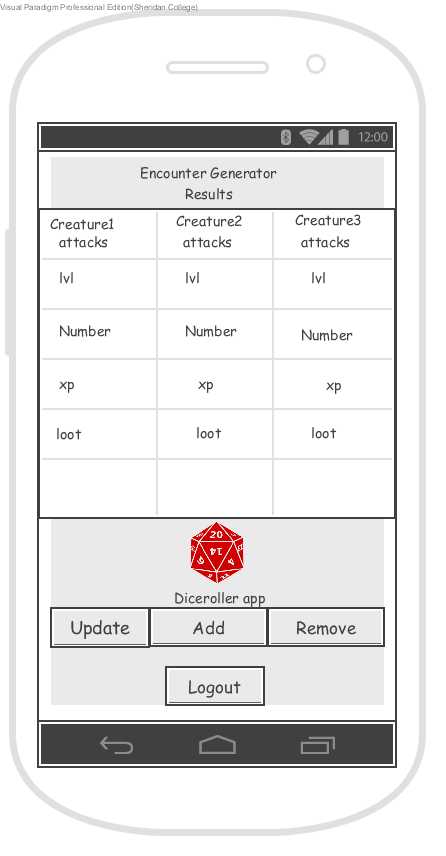 Visual Paradigm Professional Edition(Sheridan College)
12:00
Encounter Generator
Results
Creature1 Creature2 Creature3
attacks attacks attacks
lvl lvl lvl
Number Number Number
xp xp xp
loot loot loot
20
14
Diceroller app
Update Add Remove
Logout